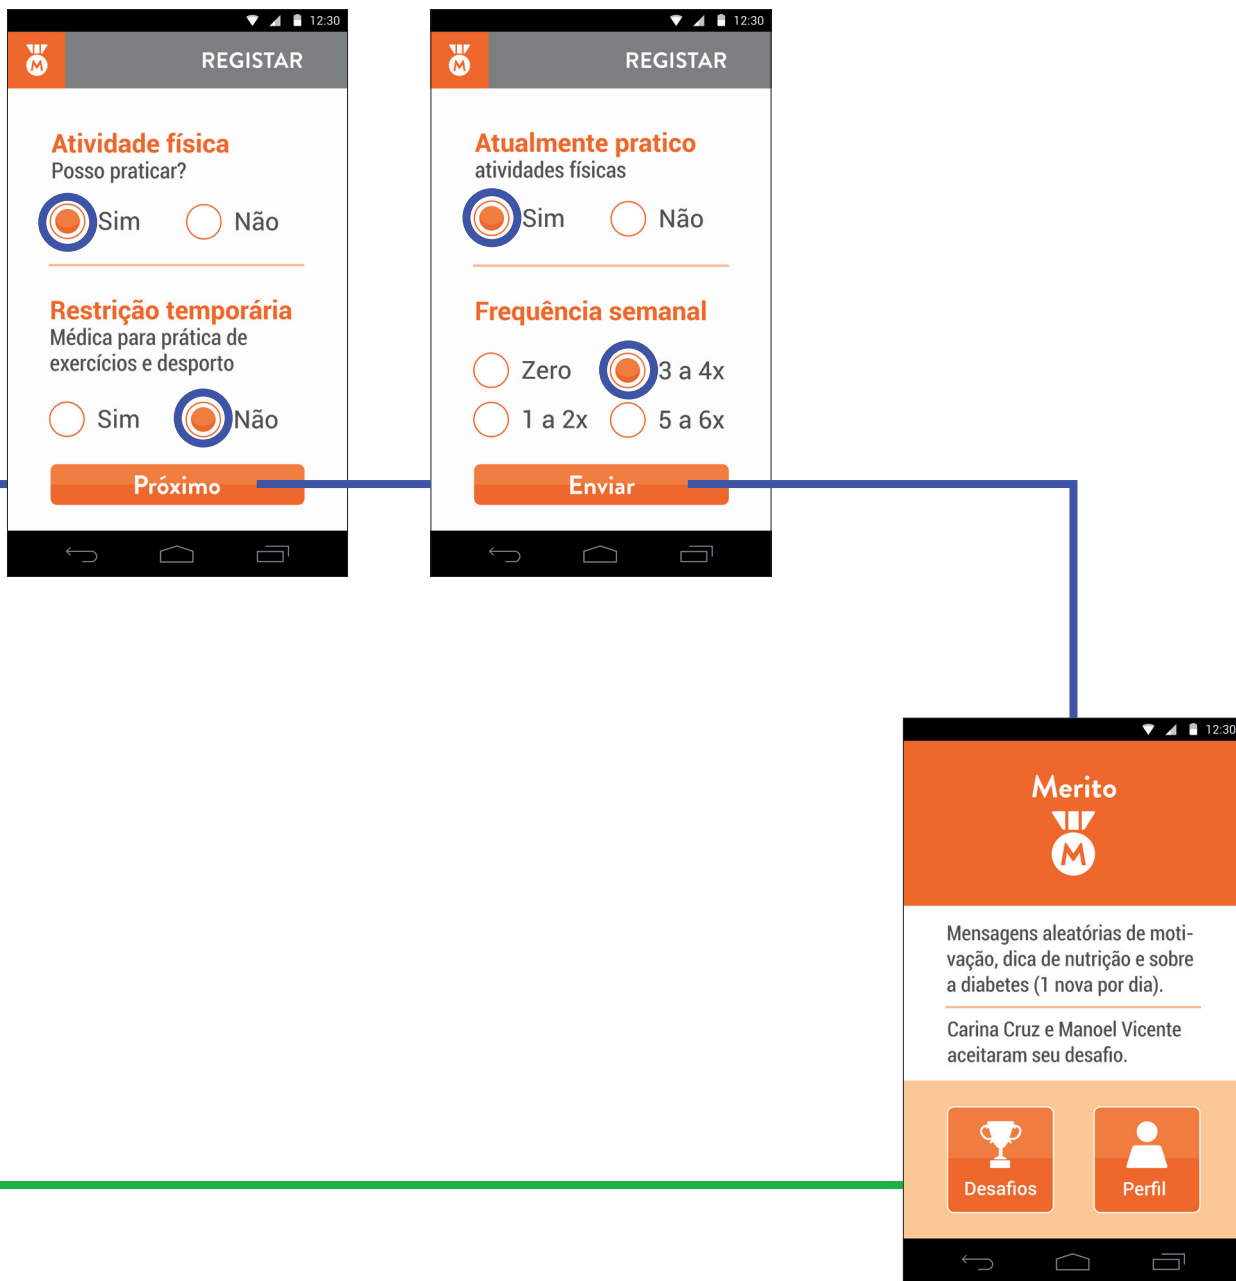 12:30
M
REGISTAR
Atividade física
Posso praticar?
Sim
Não
Restrição temporária
Médica para prática de
exercícios e desporto
Sim
Não
Próximo
12:30
M
REGISTAR
Atualmente pratico
atividades físicas
Sim
Não
Frequência semanal
Zero
3 a 4x
1 a 2x
5 a 6x
Enviar
12:30
Merito
M
Mensagens aleatórias de moti-
vação, dica de nutrição e sobre
a diabetes (1 nova por dia).
Carina Cruz e Manoel Vicente
aceitaram seu desafio.
Desafios
Perfil